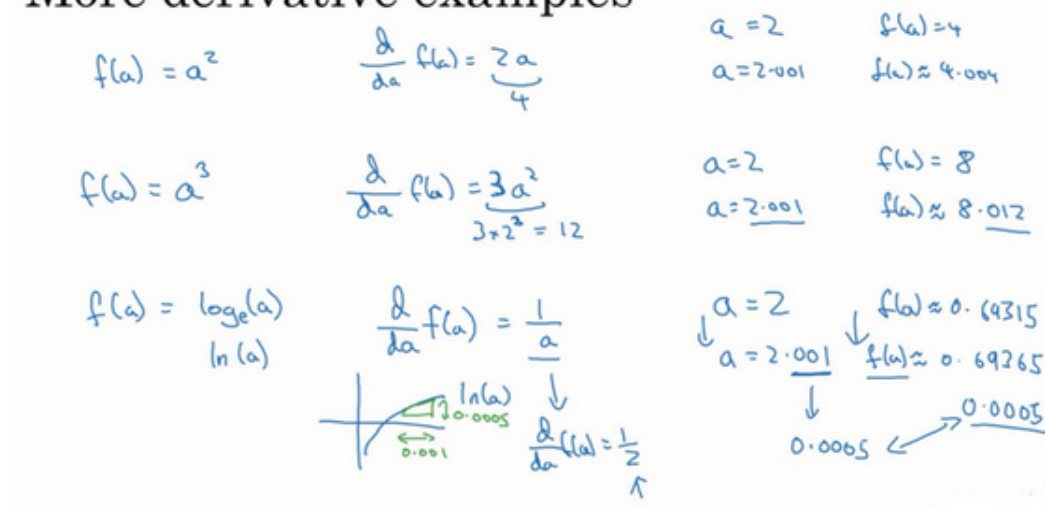 More derivative examples
f(a) = a² d/da f(a) = 2a a = 2 f(a) = 4
4 a = 2.001 f(a) ≈ 4.004
f(a) = a³ d/da f(a) = 3a² a = 2 f(a) = 8
3×2² = 12 a = 2.001 f(a) ≈ 8.012
f(a) = logₑ(a) d/da f(a) = 1/a a = 2 f(a) ≈ 0.69315
ln(a) a = 2.001 f(a) ≈ 0.69365
ln(a) ↓ ↓ 0.0005
0.0005 d/da f(a) = 1/2 0.0005
0.001